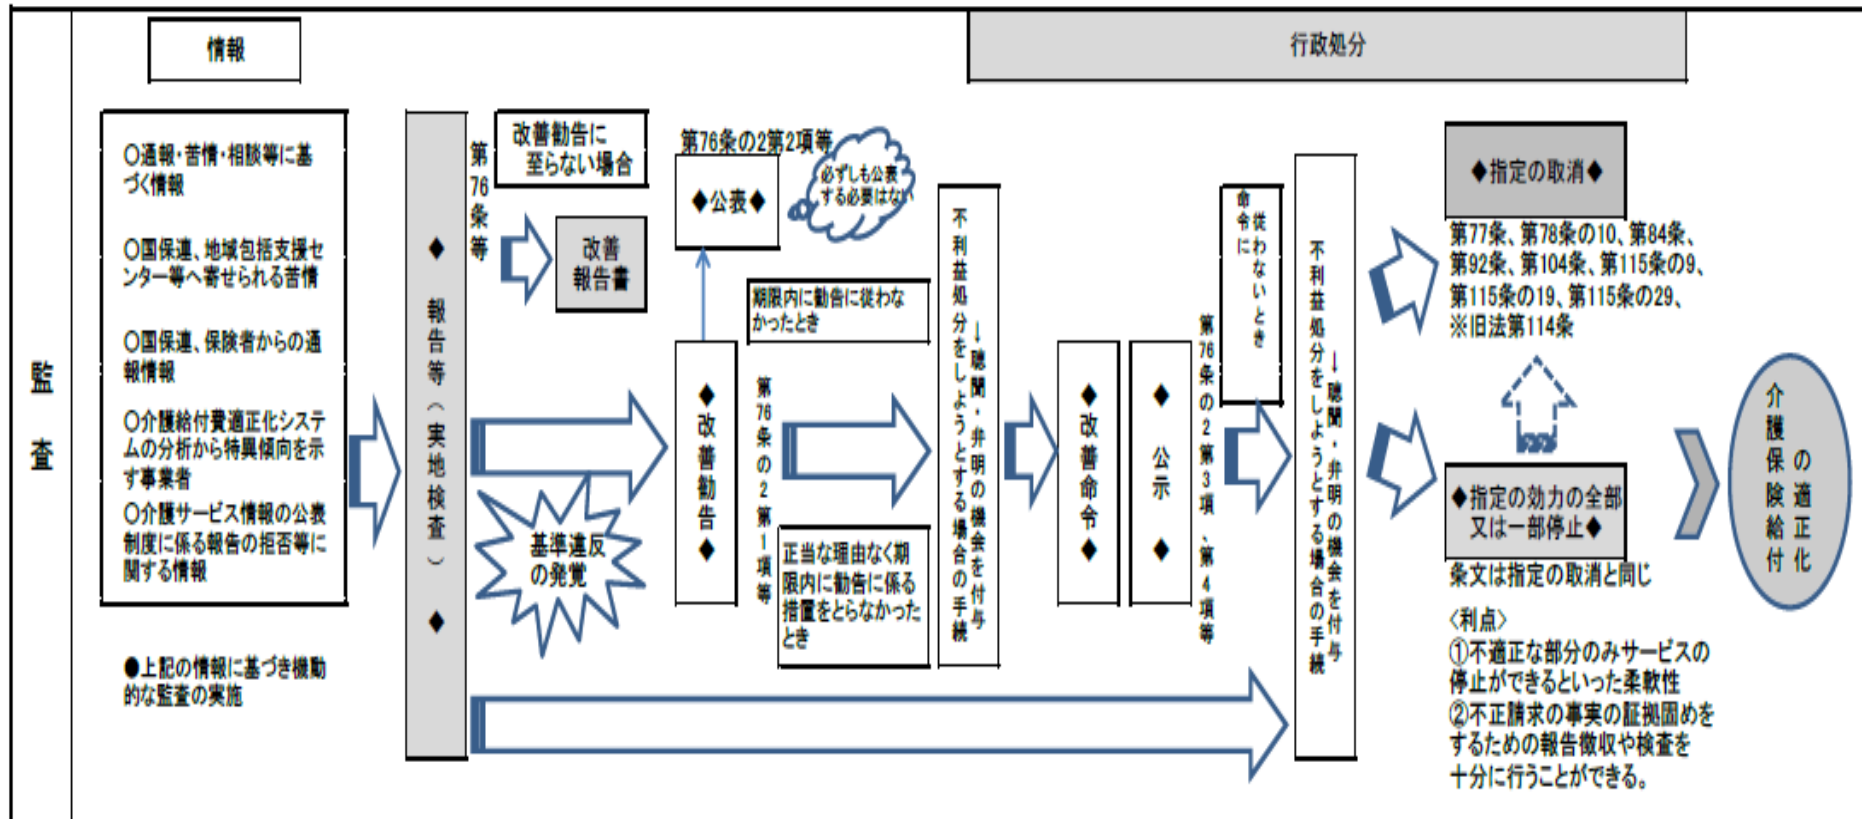 監査
情報
行政処分
○通報・苦情・相談等に基
づく情報
○国保連、地域包括支援セ
ンター等へ寄せられる苦情
○国保連、保険者からの通
報情報
○介護給付費適正化システ
ムの分析から特異傾向を示
す事業者
○介護サービス情報の公表
制度に係る報告の拒否等に
関する情報
●上記の情報に基づき機動
的な監査の実施
◆報告等(実地検査)◆
第76条等
改善勧告に
至らない場合
改善
報告書
基準違反
の発覚
第76条の2第2項等
◆公表◆
必ずしも公表
する必要はない
期限内に勧告に従わな
かったとき
◆改善勧告◆
第76条の2第1項等
正当な理由なく期
限内に勧告に係る
措置をとらなかった
とき
不利益処分をしようとする場合の手続
→聴聞・弁明の機会を付与
◆改善命令◆
◆公示◆
第76条の2第3項、第4項等
命令に
従わないとき
不利益処分をしようとする場合の手続
→聴聞・弁明の機会を付与
◆指定の取消◆
第77条、第78条の10、第84条、
第92条、第104条、第115条の9、
第115条の19、第115条の29、
※旧法第114条
◆指定の効力の全部
又は一部停止◆
条文は指定の取消と同じ
〈利点〉
①不適正な部分のみサービスの
停止ができるといった柔軟性
②不正請求の事実の証拠固めを
するための報告徴収や検査を
十分に行うことができる。
介護保険給付
の適正化